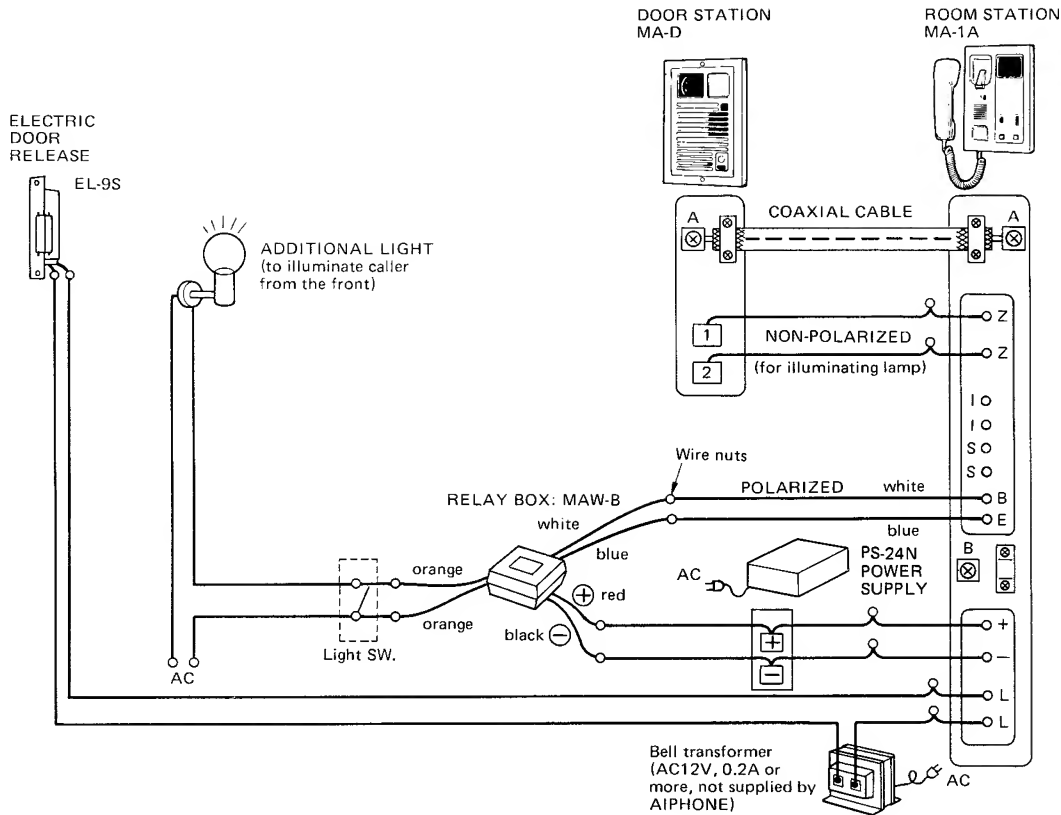 DOOR STATION
MA-D
ROOM STATION
MA-1A
ELECTRIC
DOOR
RELEASE
EL-9S
ADDITIONAL LIGHT
(to illuminate caller
from the front)
A
COAXIAL CABLE
A
1
NON-POLARIZED
Z
2
(for illuminating lamp)
Z
I
I
S
S
Wire nuts
RELAY BOX: MAW-B
POLARIZED
white
B
white
blue
E
blue
B
orange
AC
PS-24N
POWER
SUPPLY
+ red
orange
black −
+
+
−
−
Light SW.
AC
L
L
Bell transformer
(AC12V, 0.2A or
more, not supplied by
AIPHONE)
AC